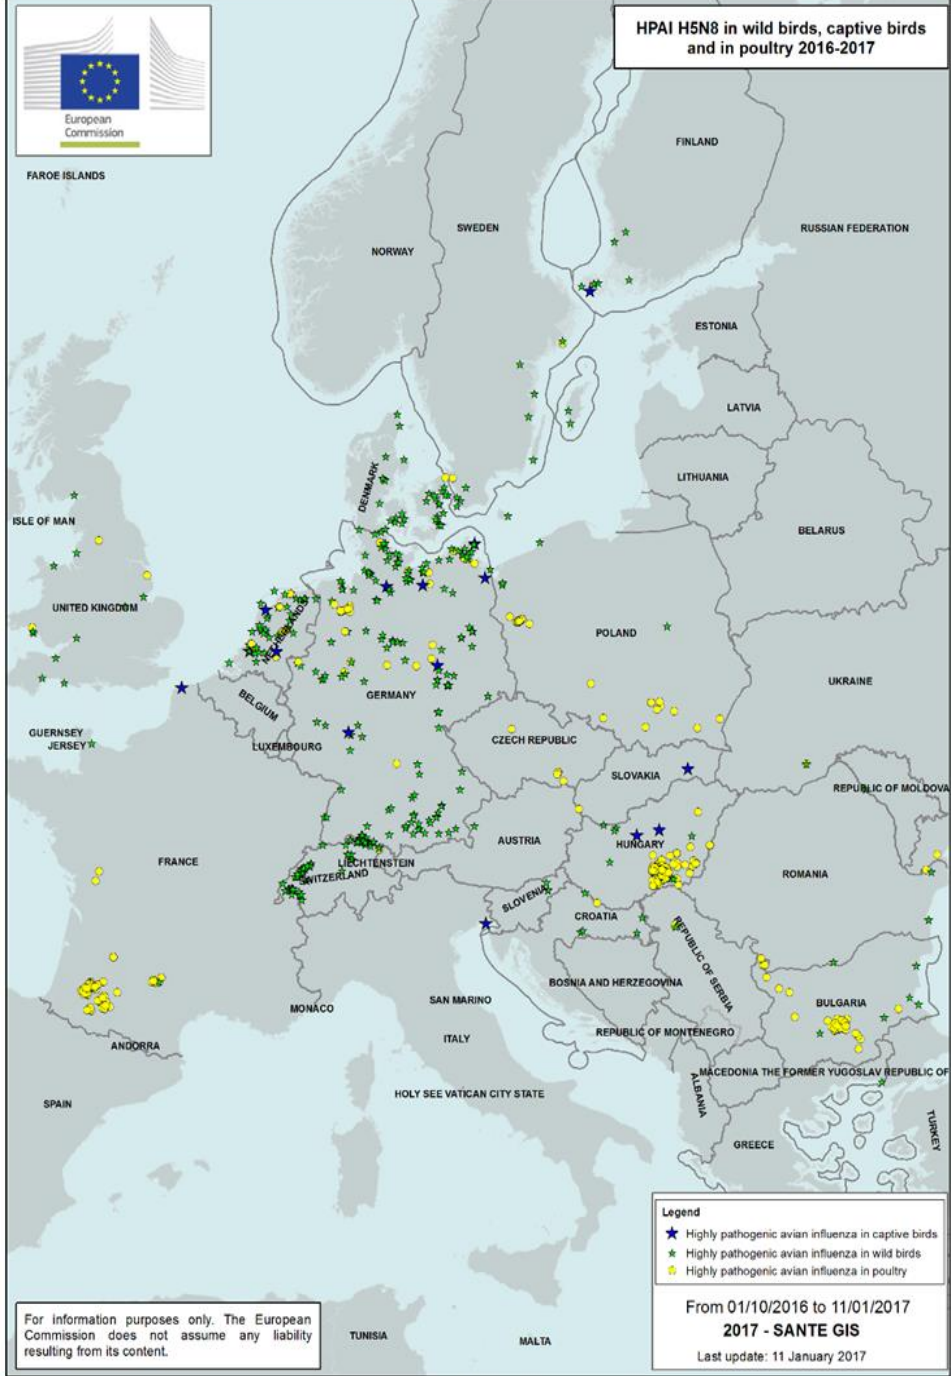 European
Commission
HPAI H5N8 in wild birds, captive birds
and in poultry 2016-2017
FINLAND
FAROE ISLANDS
SWEDEN
RUSSIAN FEDERATION
NORWAY
ESTONIA
LATVIA
LITHUANIA
DENMARK
ISLE OF MAN
BELARUS
UNITED KINGDOM
NETHERLANDS
POLAND
UKRAINE
GERMANY
BELGIUM
GUERNSEY
JERSEY
LUXEMBOURG
CZECH REPUBLIC
SLOVAKIA
REPUBLIC OF MOLDOVA
AUSTRIA
HUNGARY
FRANCE
LIECHTENSTEIN
SWITZERLAND
ROMANIA
SLOVENIA
CROATIA
REPUBLIC OF SERBIA
BOSNIA AND HERZEGOVINA
SAN MARINO
BULGARIA
MONACO
REPUBLIC OF MONTENEGRO
ITALY
ANDORRA
MACEDONIA THE FORMER YUGOSLAV REPUBLIC OF
ALBANIA
HOLY SEE VATICAN CITY STATE
SPAIN
TURKEY
GREECE
Legend
Highly pathogenic avian influenza in captive birds
Highly pathogenic avian influenza in wild birds
Highly pathogenic avian influenza in poultry
From 01/10/2016 to 11/01/2017
2017 - SANTE GIS
Last update: 11 January 2017
For information purposes only. The European
Commission does not assume any liability
resulting from its content.
TUNISIA
MALTA